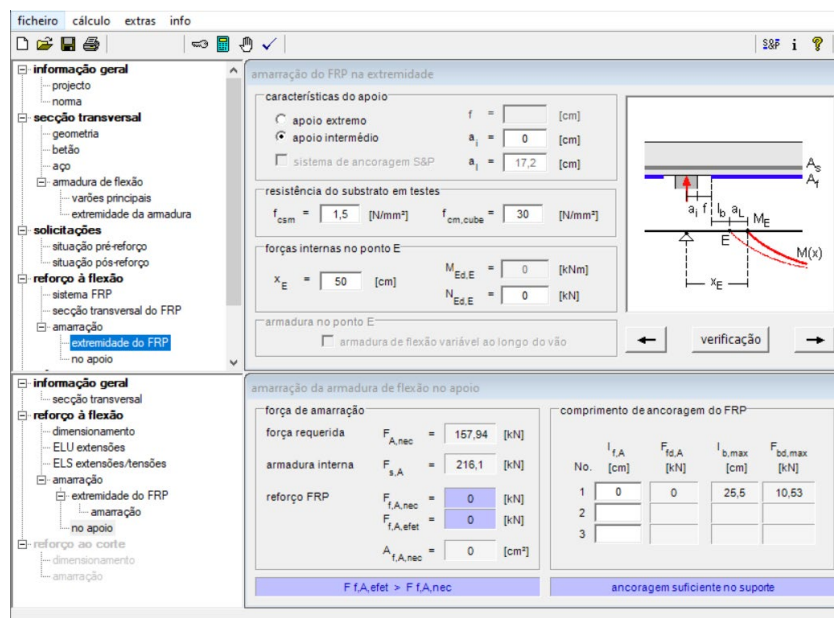 ficheiro cálculo extras info
S&P i ?
informação geral
projecto
norma
secção transversal
geometria
betão
aço
armadura de flexão
varões principais
extremidade da armadura
solicitações
situação pré-reforço
situação pós-reforço
reforço à flexão
sistema FRP
secção transversal do FRP
amarração
extremidade do FRP
no apoio
amarração do FRP na extremidade
características do apoio
apoio extremo
f = [cm]
apoio intermédio
ai = 0 [cm]
sistema de ancoragem S&P
al = 17,2 [cm]
resistência do substrato em testes
fcsm = 1,5 [N/mm²] fcm,cube = 30 [N/mm²]
forças internas no ponto E
xE = 50 [cm]
MEd,E = 0 [kNm]
NEd,E = 0 [kN]
armadura no ponto E
armadura de flexão variável ao longo do vão
As
Af
ai f lb aL
ME
E
M(x)
xE
verificação
informação geral
secção transversal
reforço à flexão
dimensionamento
ELU extensões
ELS extensões/tensões
amarração
extremidade do FRP
amarração
no apoio
reforço ao corte
dimensionamento
amarração
amarração da armadura de flexão no apoio
força de amarração
força requerida FA,nec = 157,94 [kN]
armadura interna Fs,A = 216,1 [kN]
reforço FRP Ff,A,nec = 0 [kN]
Ff,A,efet = 0 [kN]
Af,A,nec = 0 [cm²]
F f,A,efet > F f,A,nec
comprimento de ancoragem do FRP
lf,A Ffd,A lb,max Fbd,max
No. [cm] [kN] [cm] [kN]
1 0 0 25,5 10,53
2
3
ancoragem suficiente no suporte